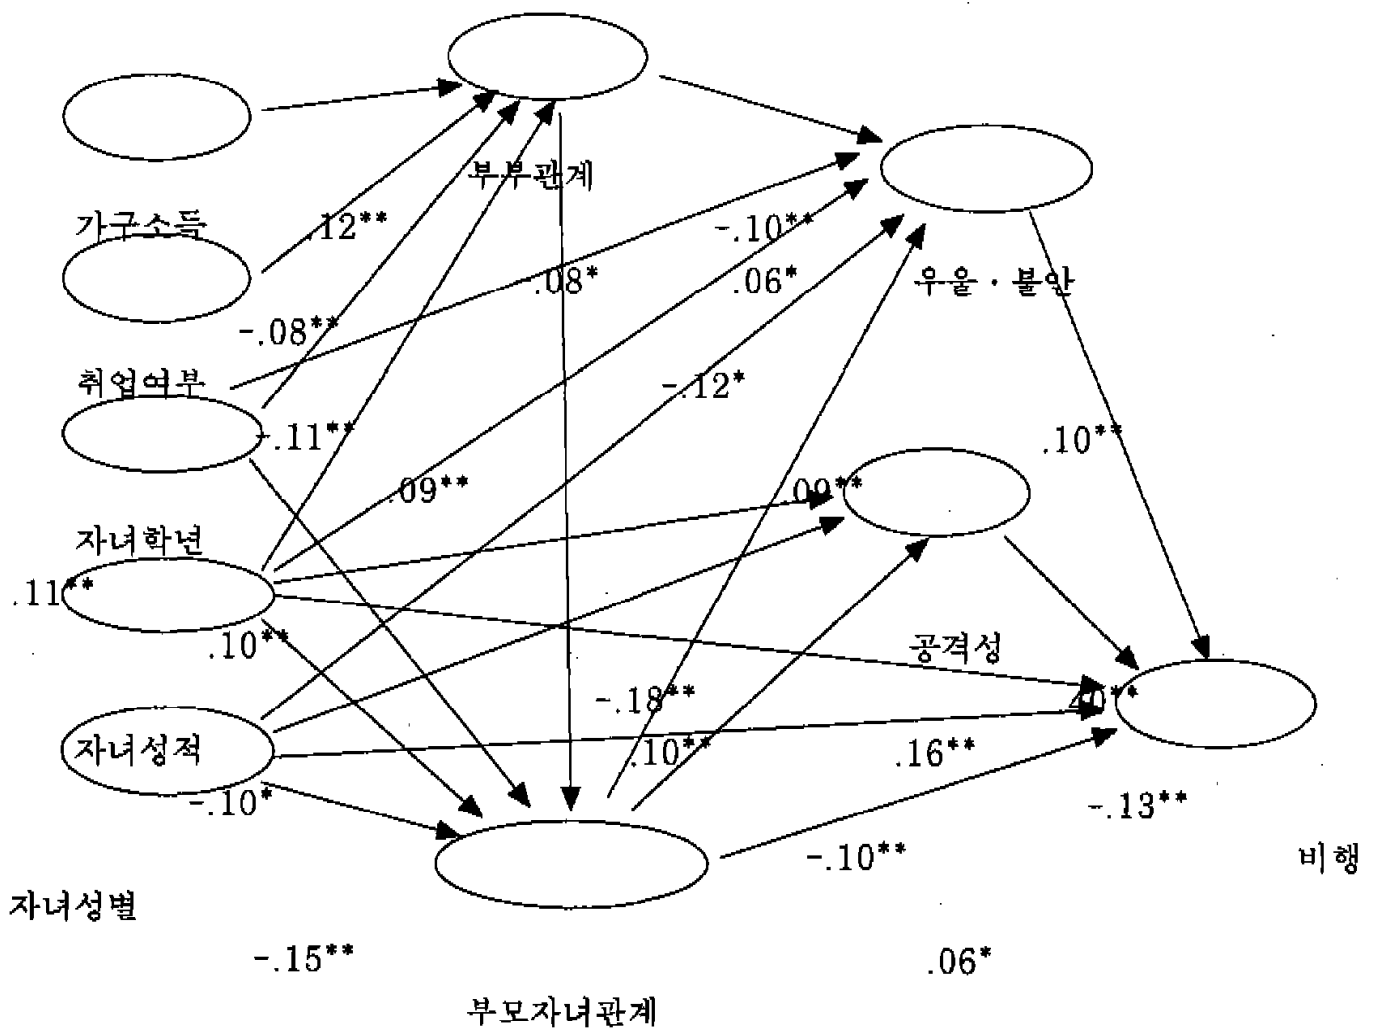 부부관계
가구소득 .12** -.10**
-.08* .06* 우울·불안
-.08**
취업여부 -.12*
-.11** .10**
.09** .09**
자녀학년
.11**
.10** 공격성
-.18** .40**
자녀성적 .10** .16**
-.10* -.13**
-.10** 비행
자녀성별
-.15** .06*
부모자녀관계